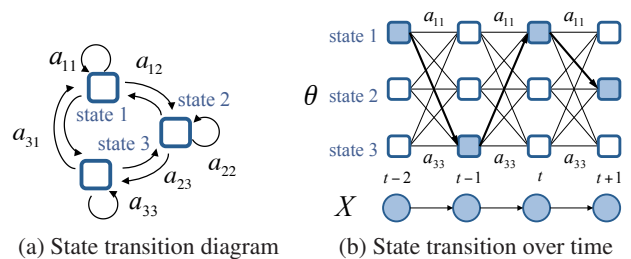 a11
a12
state 1
state 2
a31
state 3
a22
a23
a33
(a) State transition diagram
a11 a11 a11
state 1
θ state 2
state 3
a33 a33 a33
t−2 t−1 t t+1
X
(b) State transition over time